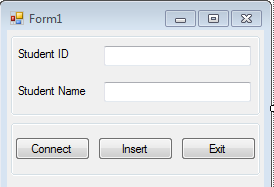 Form1
Student ID
Student Name
Connect Insert Exit